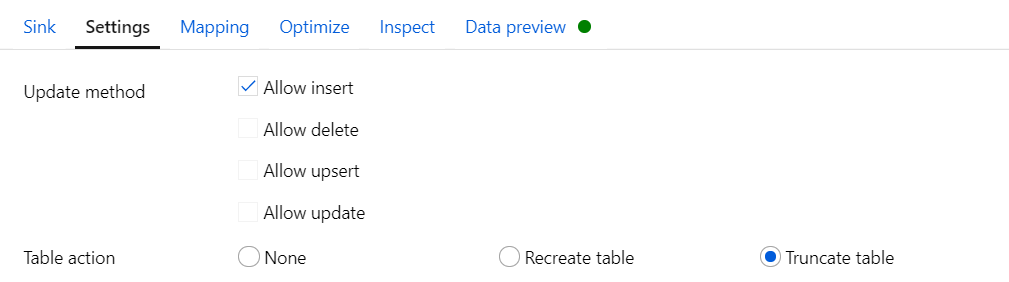 Sink Settings Mapping Optimize Inspect Data preview
Update method Allow insert
Allow delete
Allow upsert
Allow update
Table action None Recreate table Truncate table